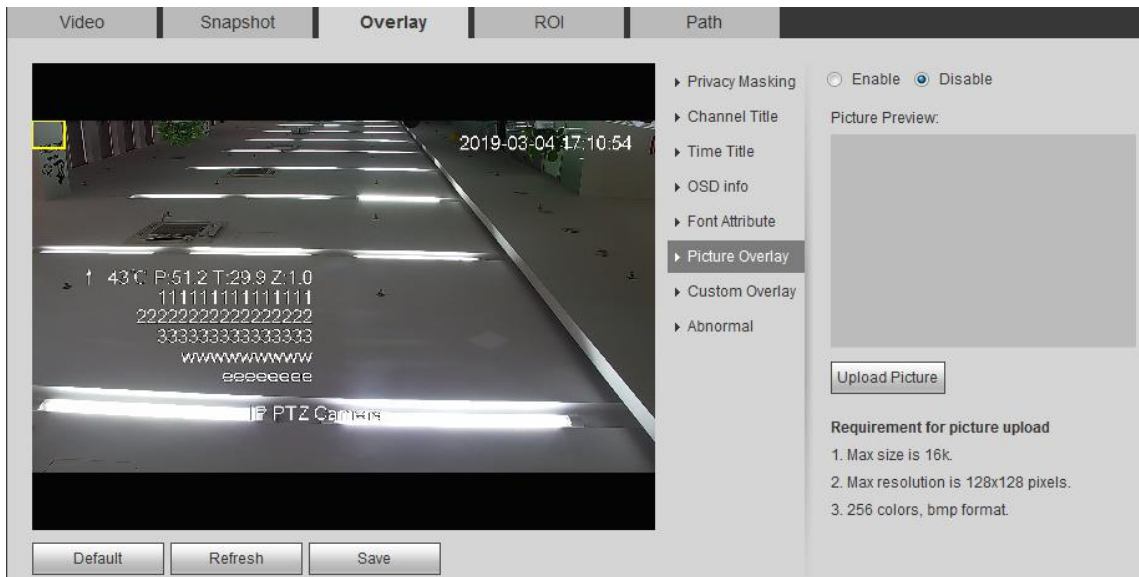 Video
Snapshot
Overlay
ROI
Path
2019-03-04 17:10:54
43℃ P:51.2 T:29.9 Z:1.0
111111111111111
22222222222222222
333333333333333
wwwwwwwww
eeeeeeee
IP PTZ Camera
Default
Refresh
Save
Privacy Masking
Channel Title
Time Title
OSD info
Font Attribute
Picture Overlay
Custom Overlay
Abnormal
Enable
Disable
Picture Preview:
Upload Picture
Requirement for picture upload
1. Max size is 16k.
2. Max resolution is 128x128 pixels.
3. 256 colors, bmp format.